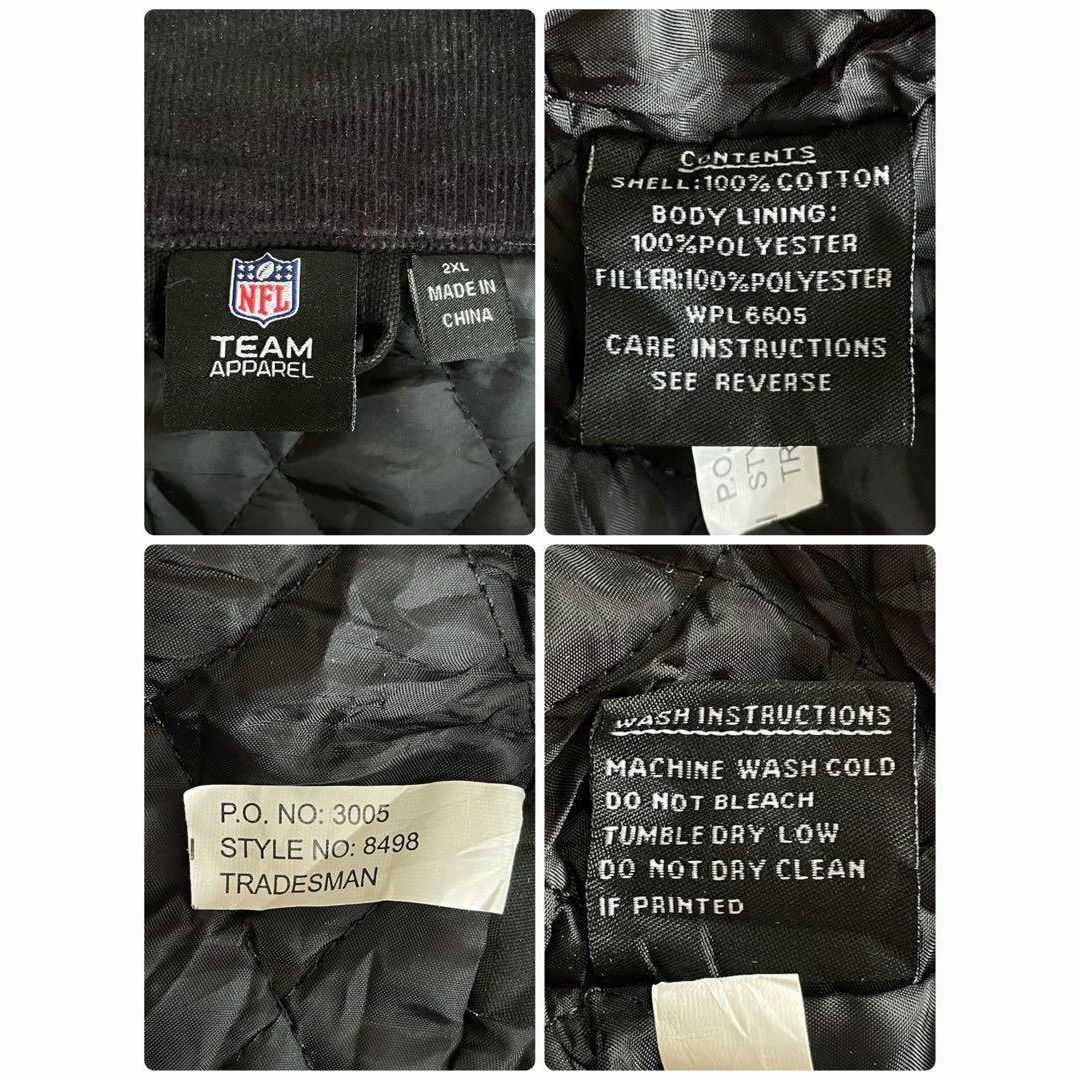 NFL
TEAM
APPAREL
2XL
MADE IN
CHINA
CONTENTS
SHELL:100% COTTON
BODY LINING:
100%POLYESTER
FILLER:100%POLYESTER
WPL6605
CARE INSTRUCTIONS
SEE REVERSE
P.O.
STY
TR
P.O. NO: 3005
STYLE NO: 8498
TRADESMAN
WASH INSTRUCTIONS
MACHINE WASH COLD
DO NOT BLEACH
TUMBLE DRY LOW
DO NOT DRY CLEAN
IF PRINTED